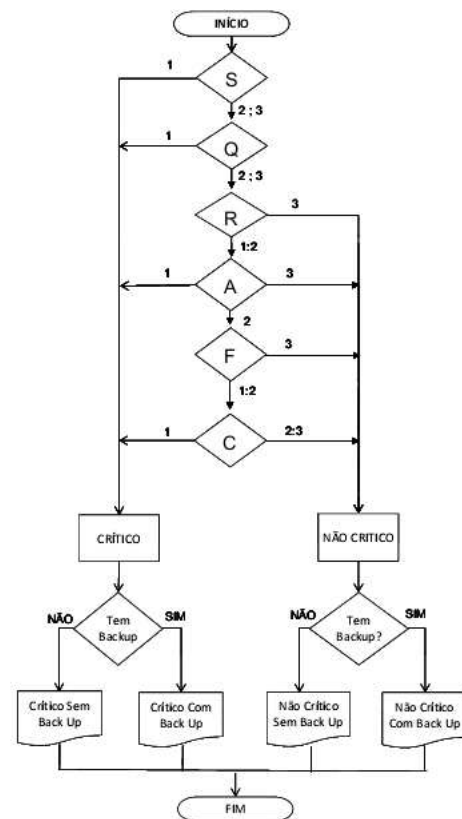 INÍCIO
1
S
2 ; 3
1
Q
2 ; 3
R
3
1:2
1
A
3
2
F
3
1:2
1
C
2:3
CRÍTICO
NÃO CRITICO
NÃO
Tem
Backup
SIM
NÃO
Tem
Backup?
SIM
Crítico Sem
Back Up
Crítico Com
Back Up
Não Crítico
Sem Back Up
Não Crítico
Com Back Up
FIM